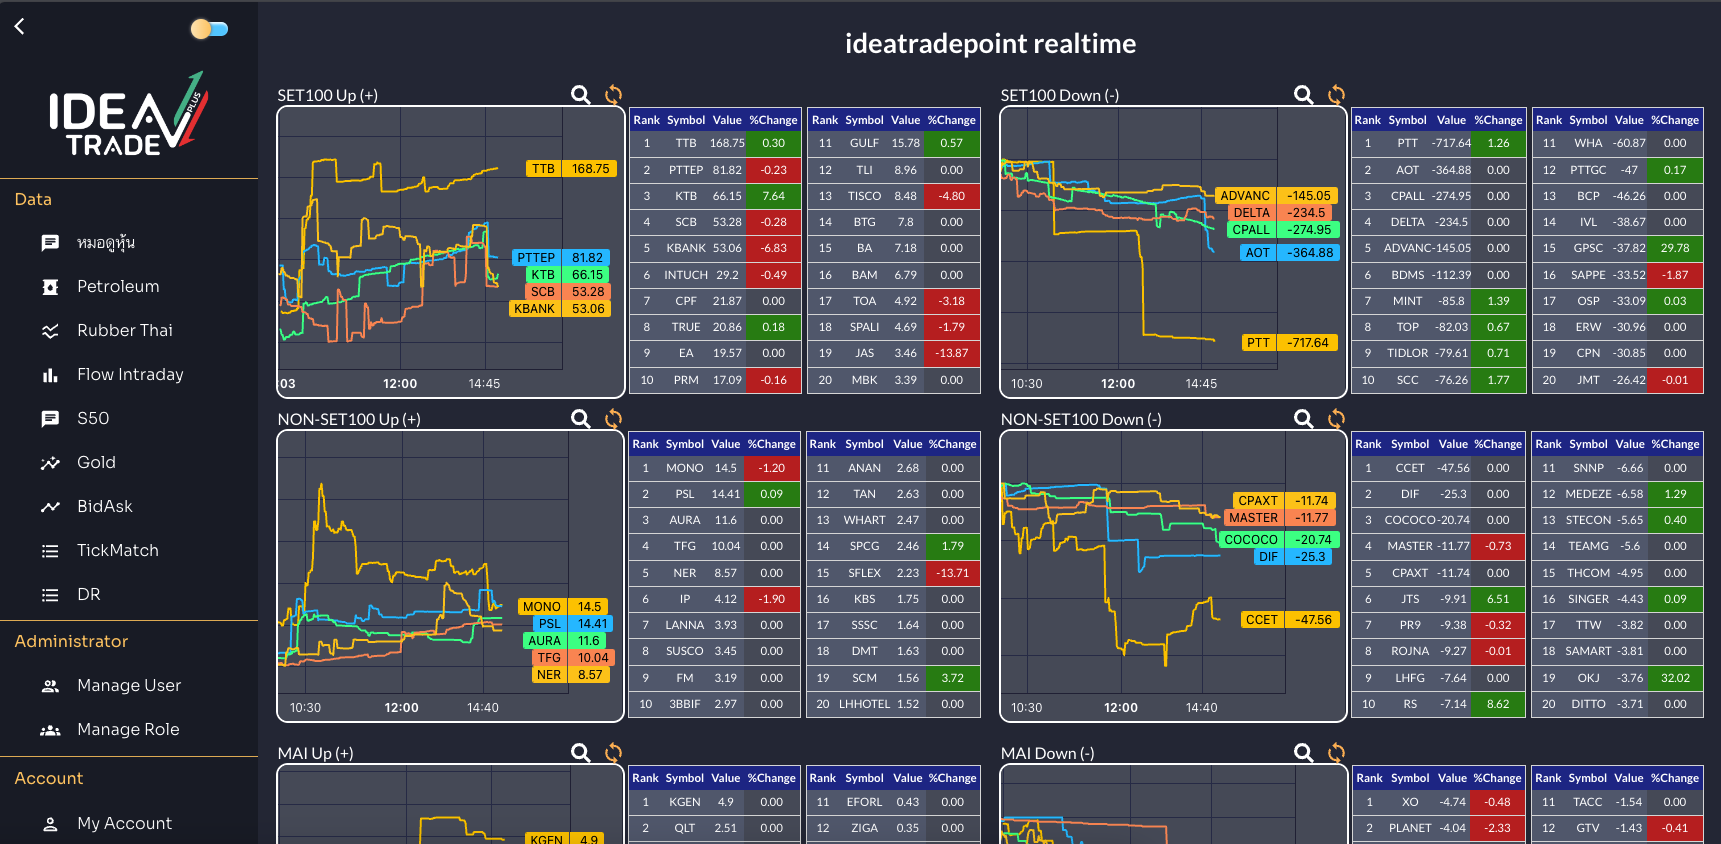 IDEA
PLUS
TRADE
Data
หมอดูหุ้น
Petroleum
Rubber Thai
Flow Intraday
S50
Gold
BidAsk
TickMatch
DR
Administrator
Manage User
Manage Role
Account
My Account
ideatradepoint realtime
SET100 Up (+)
TTB 168.75
PTTEP 81.82
KTB 66.15
SCB 53.28
KBANK 53.06
:03 12:00 14:45
Rank Symbol Value %Change
1 TTB 168.75 0.30
2 PTTEP 81.82 -0.23
3 KTB 66.15 7.64
4 SCB 53.28 -0.28
5 KBANK 53.06 -6.83
6 INTUCH 29.2 -0.49
7 CPF 21.87 0.00
8 TRUE 20.86 0.18
9 EA 19.57 0.00
10 PRM 17.09 -0.16
Rank Symbol Value %Change
11 GULF 15.78 0.57
12 TLI 8.96 0.00
13 TISCO 8.48 -4.80
14 BTG 7.8 0.00
15 BA 7.18 0.00
16 BAM 6.79 0.00
17 TOA 4.92 -3.18
18 SPALI 4.69 -1.79
19 JAS 3.46 -13.87
20 MBK 3.39 0.00
SET100 Down (-)
ADVANC -145.05
DELTA -234.5
CPALL -274.95
AOT -364.88
PTT -717.64
10:30 12:00 14:45
Rank Symbol Value %Change
1 PTT -717.64 1.26
2 AOT -364.88 0.00
3 CPALL -274.95 0.00
4 DELTA -234.5 0.00
5 ADVANC -145.05 0.00
6 BDMS -112.39 0.00
7 MINT -85.8 1.39
8 TOP -82.03 0.67
9 TIDLOR -79.61 0.71
10 SCC -76.26 1.77
Rank Symbol Value %Change
11 WHA -60.87 0.00
12 PTTGC -47 0.17
13 BCP -46.26 0.00
14 IVL -38.67 0.00
15 GPSC -37.82 29.78
16 SAPPE -33.52 -1.87
17 OSP -33.09 0.03
18 ERW -30.96 0.00
19 CPN -30.85 0.00
20 JMT -26.42 -0.01
NON-SET100 Up (+)
MONO 14.5
PSL 14.41
AURA 11.6
TFG 10.04
NER 8.57
10:30 12:00 14:40
Rank Symbol Value %Change
1 MONO 14.5 -1.20
2 PSL 14.41 0.09
3 AURA 11.6 0.00
4 TFG 10.04 0.00
5 NER 8.57 0.00
6 IP 4.12 -1.90
7 LANNA 3.93 0.00
8 SUSCO 3.45 0.00
9 FM 3.19 0.00
10 3BBIF 2.97 0.00
Rank Symbol Value %Change
11 ANAN 2.68 0.00
12 TAN 2.63 0.00
13 WHART 2.47 0.00
14 SPCG 2.46 1.79
15 SFLEX 2.23 -13.71
16 KBS 1.75 0.00
17 SSSC 1.64 0.00
18 DMT 1.63 0.00
19 SCM 1.56 3.72
20 LHHOTEL 1.52 0.00
NON-SET100 Down (-)
CPAXT -11.74
MASTER -11.77
COCOCO -20.74
DIF -25.3
CCET -47.56
10:30 12:00 14:40
Rank Symbol Value %Change
1 CCET -47.56 0.00
2 DIF -25.3 0.00
3 COCOCO -20.74 0.00
4 MASTER -11.77 -0.73
5 CPAXT -11.74 0.00
6 JTS -9.91 6.51
7 PR9 -9.38 -0.32
8 ROJNA -9.27 -0.01
9 LHFG -7.64 0.00
10 RS -7.14 8.62
Rank Symbol Value %Change
11 SNNP -6.66 0.00
12 MEDEZE -6.58 1.29
13 STECON -5.65 0.40
14 TEAMG -5.6 0.00
15 THCOM -4.95 0.00
16 SINGER -4.43 0.09
17 TTW -3.82 0.00
18 SAMART -3.81 0.00
19 OKJ -3.76 32.02
20 DITTO -3.71 0.00
MAI Up (+)
KGEN 4.9
Rank Symbol Value %Change
1 KGEN 4.9 0.00
2 QLT 2.51 0.00
Rank Symbol Value %Change
11 EFORL 0.43 0.00
12 ZIGA 0.35 0.00
MAI Down (-)
Rank Symbol Value %Change
1 XO -4.74 -0.48
2 PLANET -4.04 -2.33
Rank Symbol Value %Change
11 TACC -1.54 0.00
12 GTV -1.43 -0.41